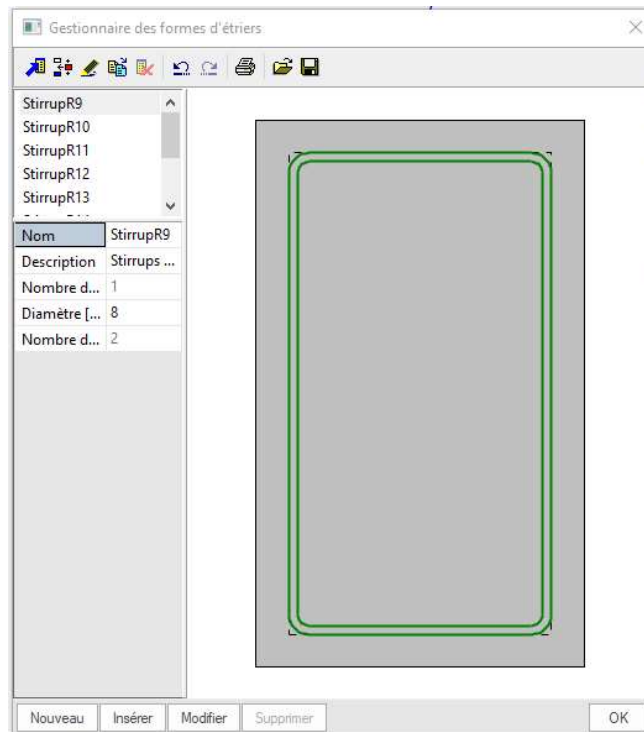 Gestionnaire des formes d'étriers
StirrupR9
StirrupR10
StirrupR11
StirrupR12
StirrupR13
Nom StirrupR9
Description Stirrups ...
Nombre d... 1
Diamètre [... 8
Nombre d... 2
Nouveau Insérer Modifier Supprimer OK